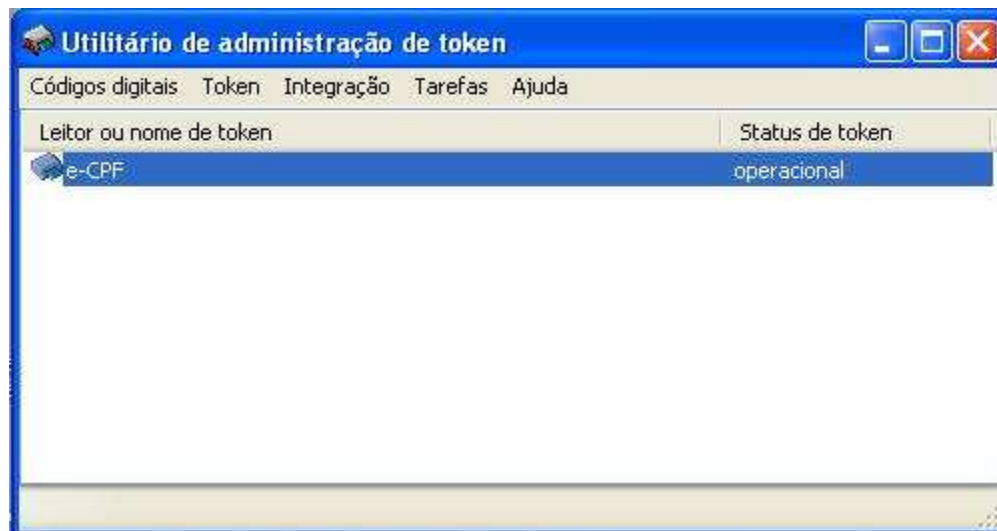 Utilitário de administração de token
Códigos digitais Token Integração Tarefas Ajuda
Leitor ou nome de token Status de token
e-CPF operacional